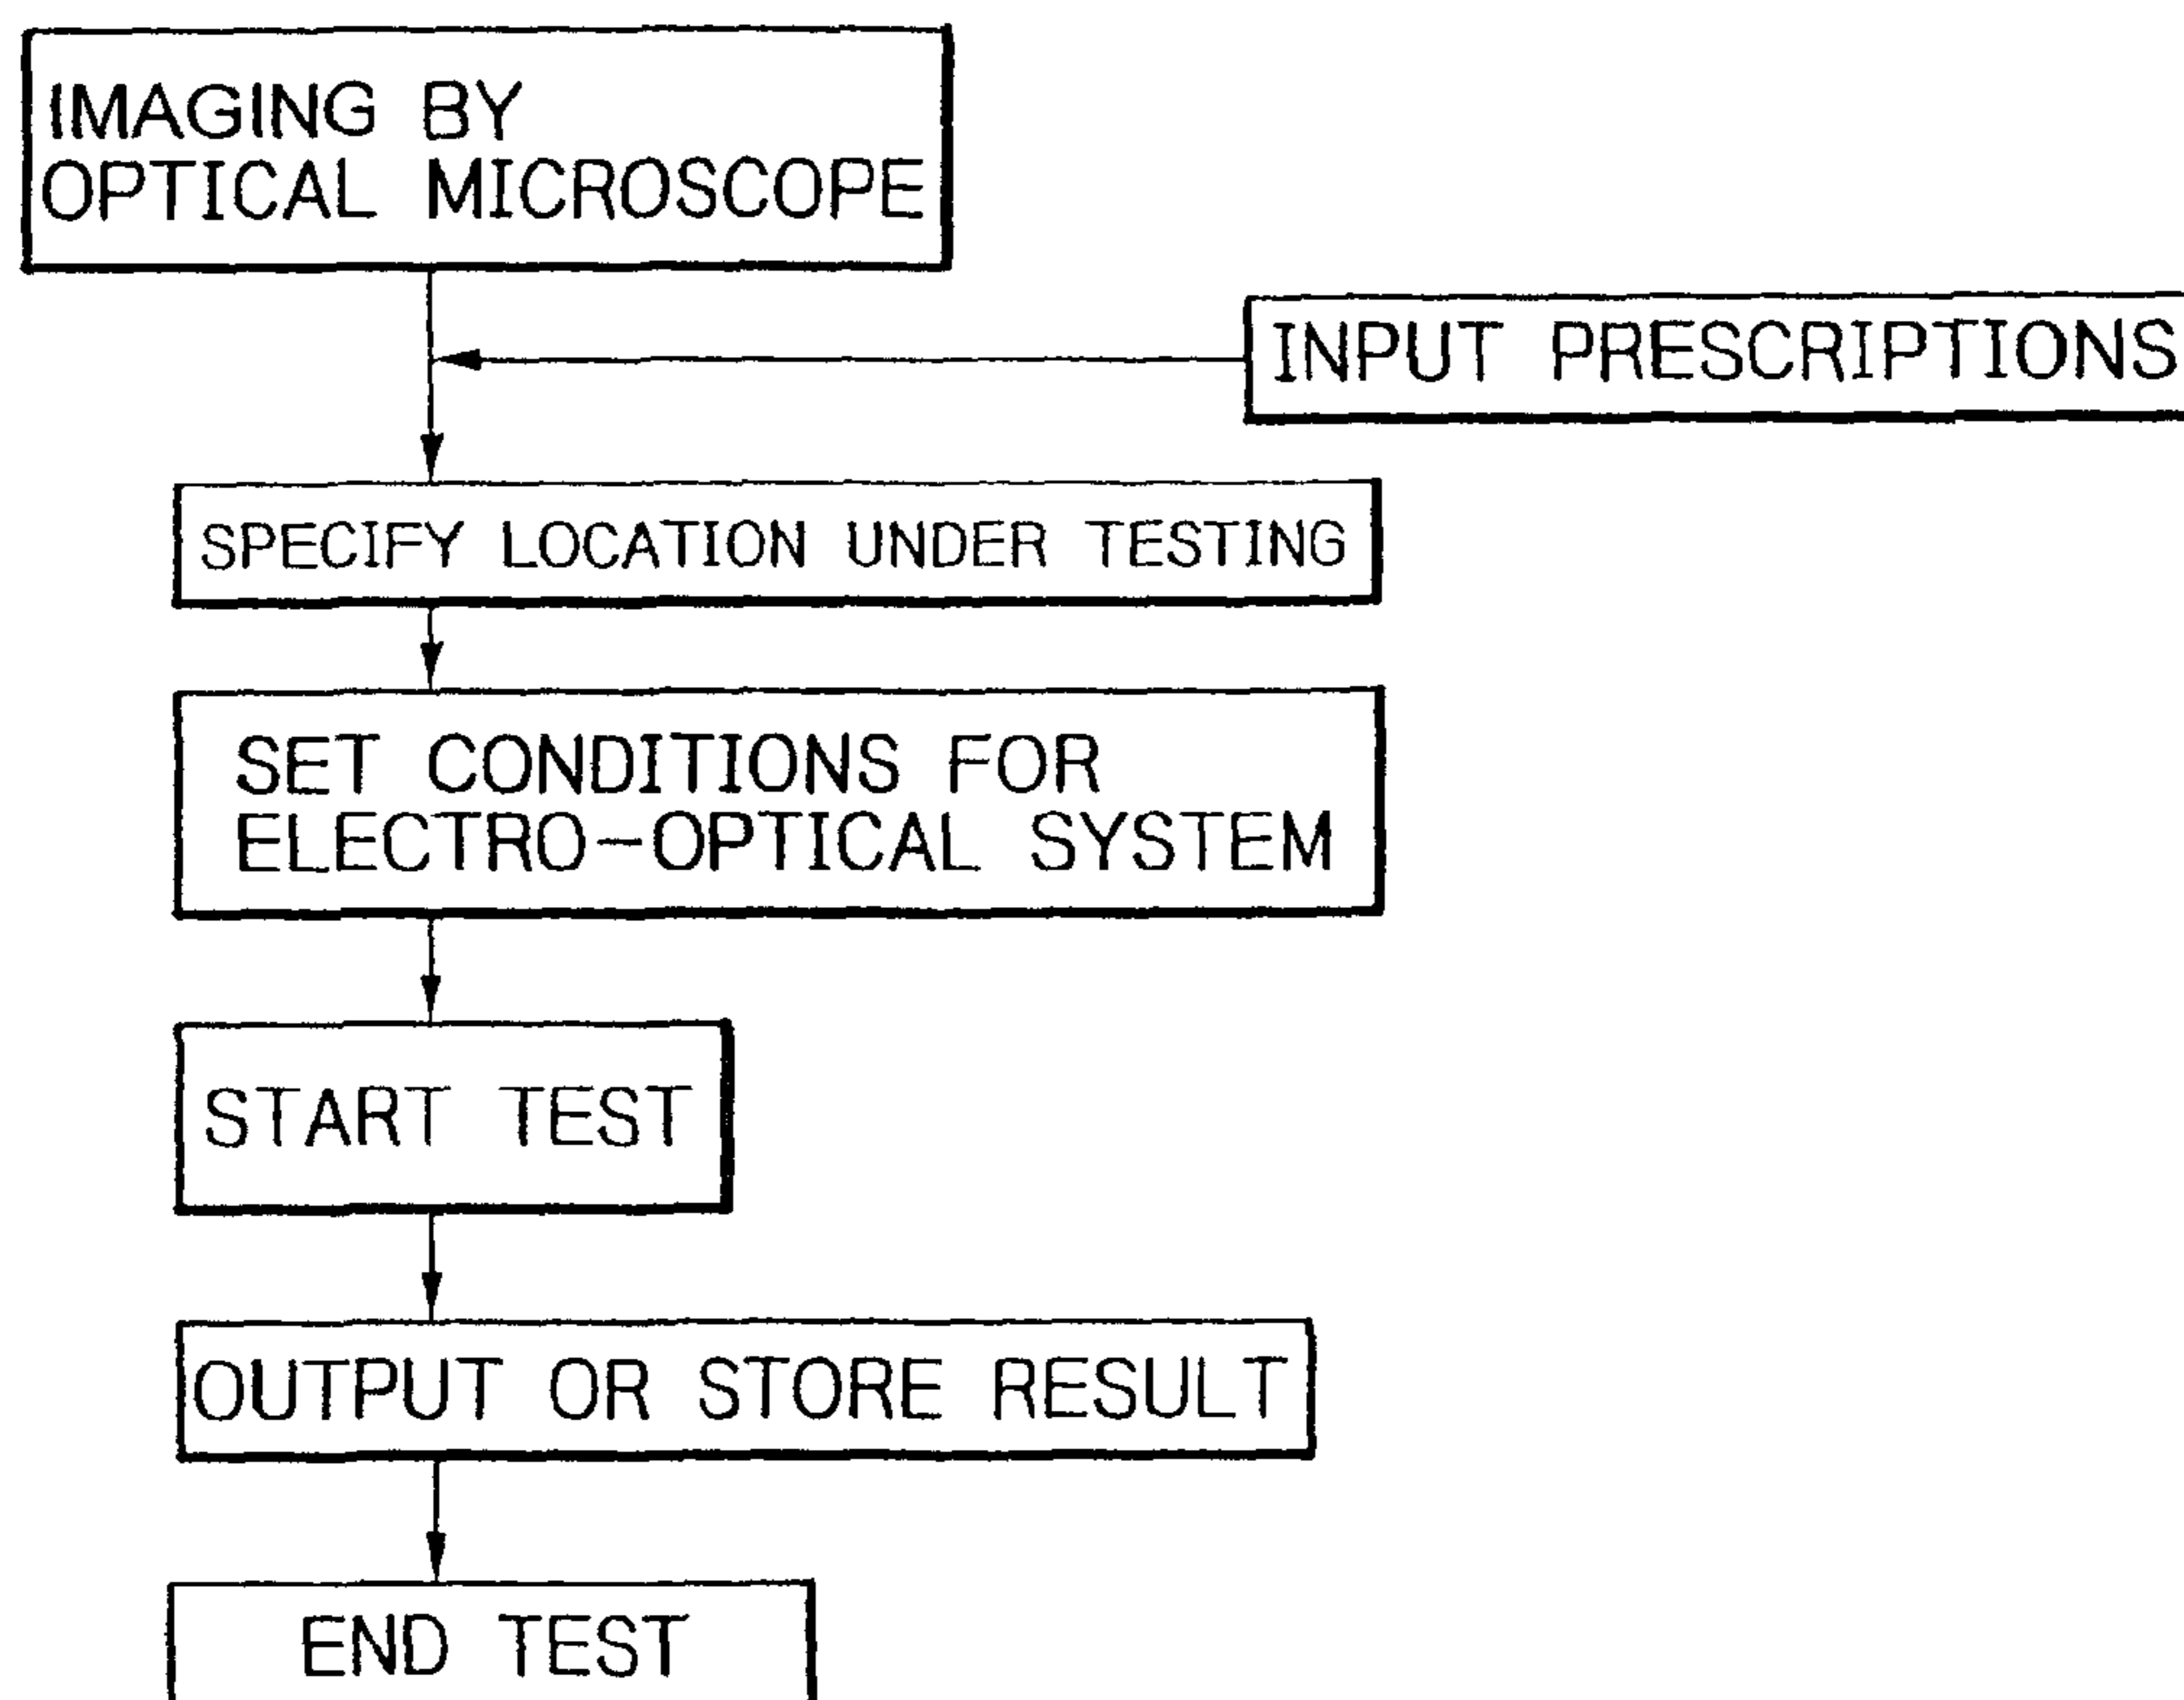 IMAGING BY
OPTICAL MICROSCOPE
INPUT PRESCRIPTIONS
SPECIFY LOCATION UNDER TESTING
SET CONDITIONS FOR
ELECTRO-OPTICAL SYSTEM
START TEST
OUTPUT OR STORE RESULT
END TEST